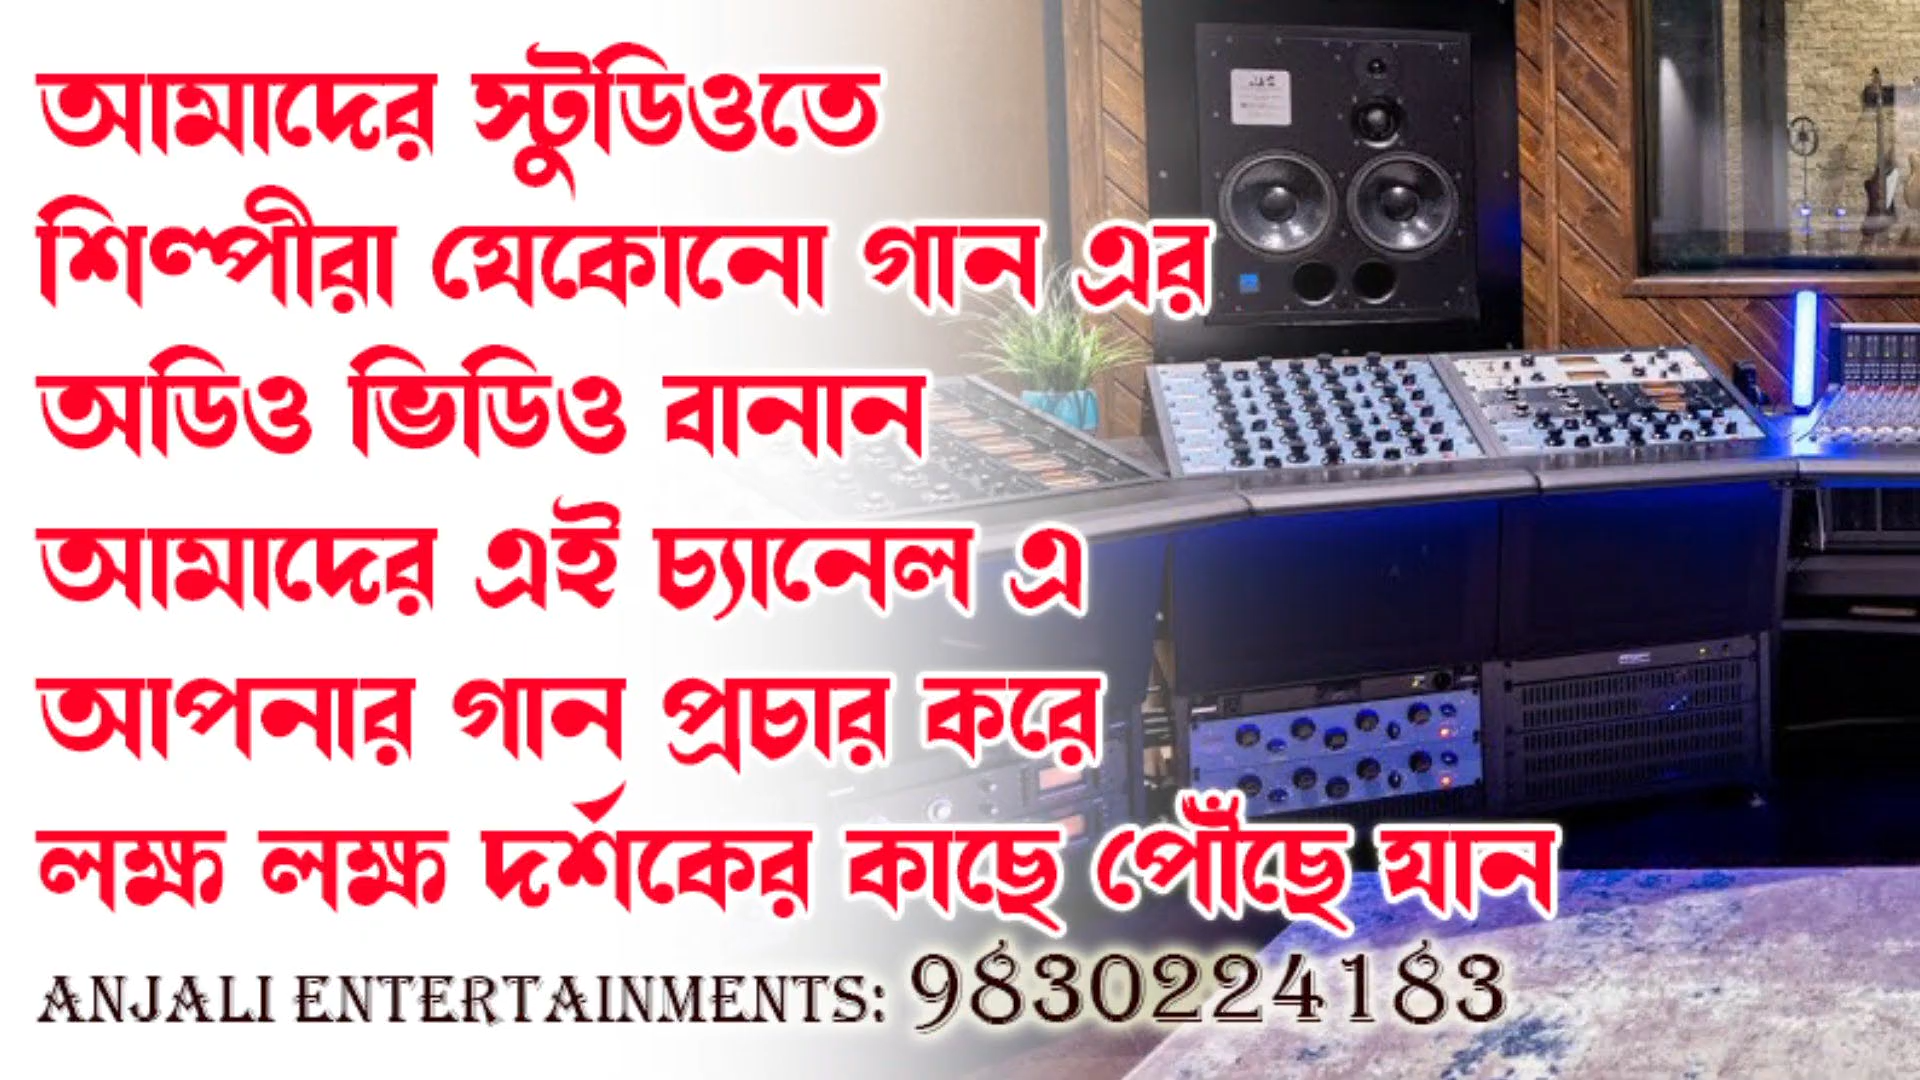 আমাদের স্টুডিওতে
শিল্পীরা যেকোনো গান এর
অডিও ভিডিও বানান
আমাদের এই চ্যানেল এ
আপনার গান প্রচার করে
লক্ষ লক্ষ দর্শকের কাছে পৌঁছে যান
ANJALI ENTERTAINMENTS: 9830224183